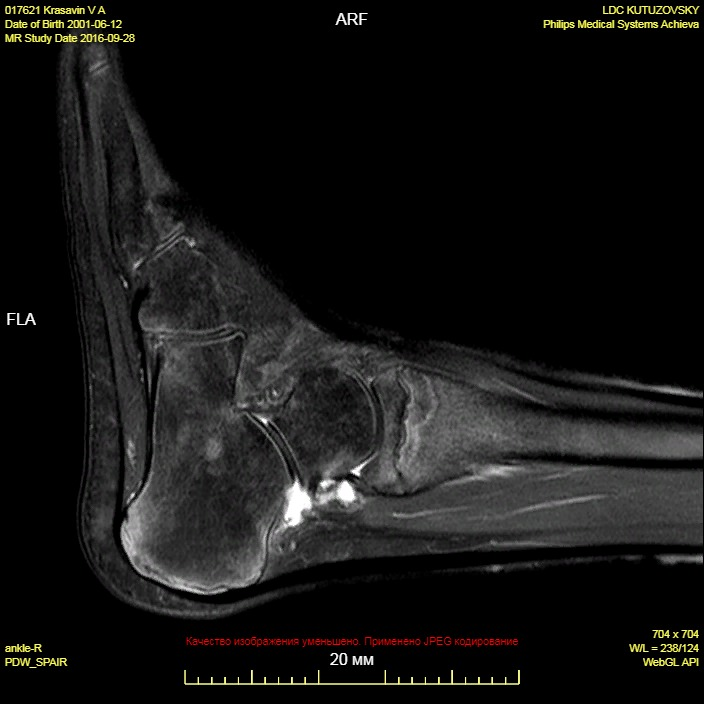 017621 Krasavin V A
Date of Birth 2001-06-12
MR Study Date 2016-09-28
ARF
LDC KUTUZOVSKY
Philips Medical Systems Achieva
FLA
Качество изображения уменьшено. Применено JPEG кодирование
20 мм
ankle-R
PDW_SPAIR
704 x 704
W/L = 238/124
WebGL API